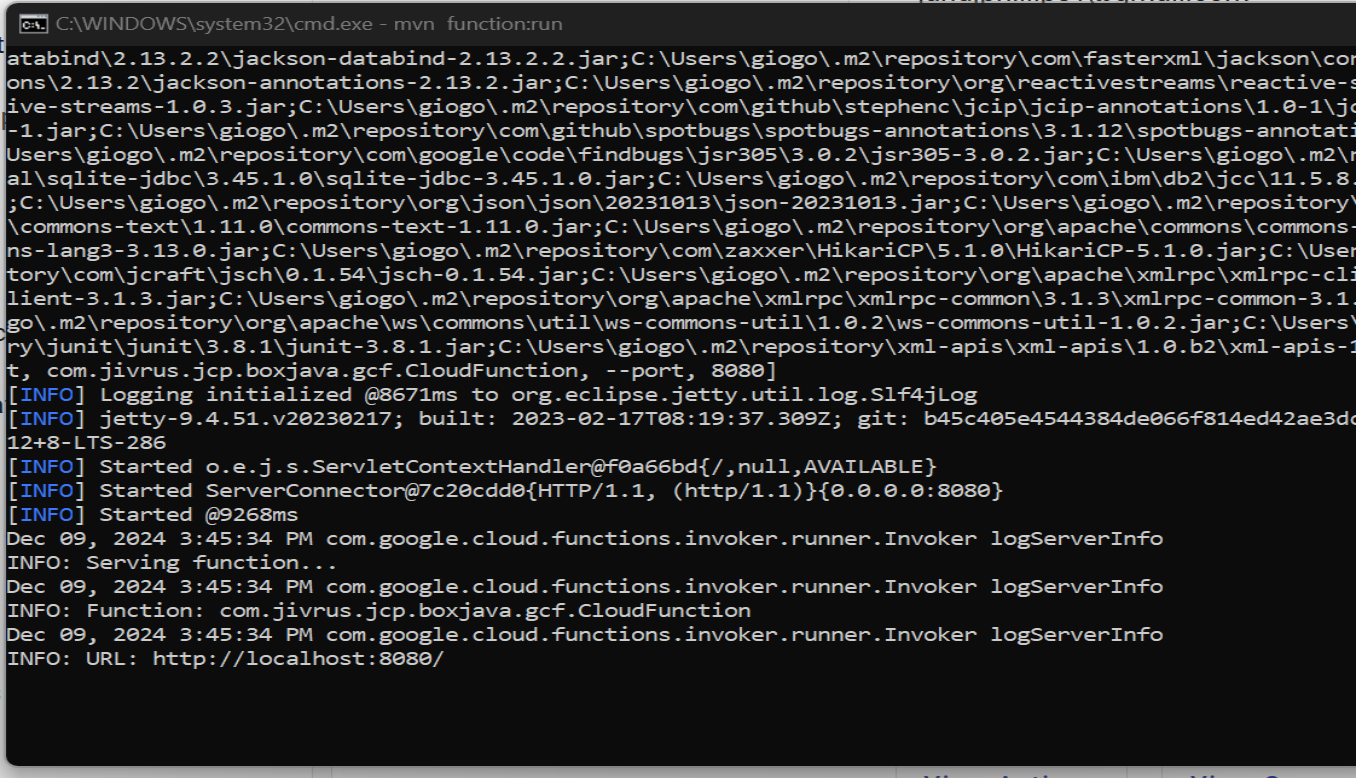 C:\WINDOWS\system32\cmd.exe - mvn function:run
atabind\2.13.2.2\jackson-databind-2.13.2.2.jar;C:\Users\giogo\.m2\repository\com\fasterxml\jackson\cor
ons\2.13.2\jackson-annotations-2.13.2.jar;C:\Users\giogo\.m2\repository\org\reactivestreams\reactive-s
ive-streams-1.0.3.jar;C:\Users\giogo\.m2\repository\com\github\stephenc\jcip\jcip-annotations\1.0-1\jc
-1.jar;C:\Users\giogo\.m2\repository\com\github\spotbugs\spotbugs-annotations\3.1.12\spotbugs-annotati
Users\giogo\.m2\repository\com\google\code\findbugs\jsr305\3.0.2\jsr305-3.0.2.jar;C:\Users\giogo\.m2\r
al\sqlite-jdbc\3.45.1.0\sqlite-jdbc-3.45.1.0.jar;C:\Users\giogo\.m2\repository\com\ibm\db2\jcc\11.5.8.
;C:\Users\giogo\.m2\repository\org\json\json\20231013\json-20231013.jar;C:\Users\giogo\.m2\repository\
\commons-text\1.11.0\commons-text-1.11.0.jar;C:\Users\giogo\.m2\repository\org\apache\commons\commons-
ns-lang3-3.13.0.jar;C:\Users\giogo\.m2\repository\com\zaxxer\HikariCP\5.1.0\HikariCP-5.1.0.jar;C:\User
tory\com\jcraft\jsch\0.1.54\jsch-0.1.54.jar;C:\Users\giogo\.m2\repository\org\apache\xmlrpc\xmlrpc-cli
lient-3.1.3.jar;C:\Users\giogo\.m2\repository\org\apache\xmlrpc\xmlrpc-common\3.1.3\xmlrpc-common-3.1.
go\.m2\repository\org\apache\ws\commons\util\ws-commons-util\1.0.2\ws-commons-util-1.0.2.jar;C:\Users\
ry\junit\junit\3.8.1\junit-3.8.1.jar;C:\Users\giogo\.m2\repository\xml-apis\xml-apis\1.0.b2\xml-apis-1
t, com.jivrus.jcp.boxjava.gcf.CloudFunction, --port, 8080]
[INFO] Logging initialized @8671ms to org.eclipse.jetty.util.log.Slf4jLog
[INFO] jetty-9.4.51.v20230217; built: 2023-02-17T08:19:37.309Z; git: b45c405e4544384de066f814ed42ae3dc
12+8-LTS-286
[INFO] Started o.e.j.s.ServletContextHandler@f0a66bd{/,null,AVAILABLE}
[INFO] Started ServerConnector@7c20cdd0{HTTP/1.1, (http/1.1)}{0.0.0.0:8080}
[INFO] Started @9268ms
Dec 09, 2024 3:45:34 PM com.google.cloud.functions.invoker.runner.Invoker logServerInfo
INFO: Serving function...
Dec 09, 2024 3:45:34 PM com.google.cloud.functions.invoker.runner.Invoker logServerInfo
INFO: Function: com.jivrus.jcp.boxjava.gcf.CloudFunction
Dec 09, 2024 3:45:34 PM com.google.cloud.functions.invoker.runner.Invoker logServerInfo
INFO: URL: http://localhost:8080/